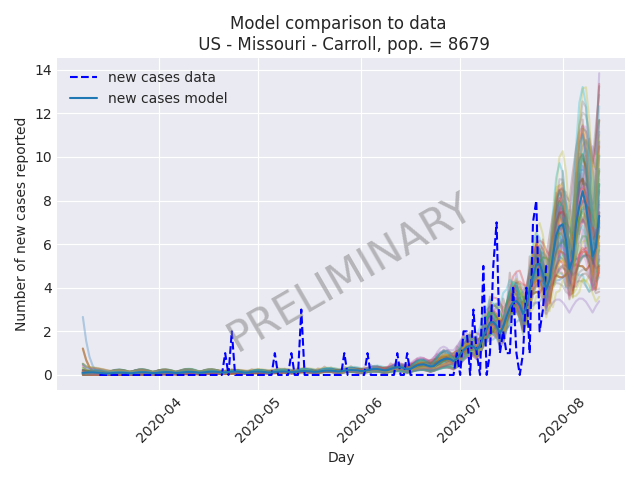 Model comparison to data
US - Missouri - Carroll, pop. = 8679
new cases data
new cases model
PRELIMINARY
Number of new cases reported
14
12
10
8
6
4
2
0
2020-04
2020-05
2020-06
2020-07
2020-08
Day